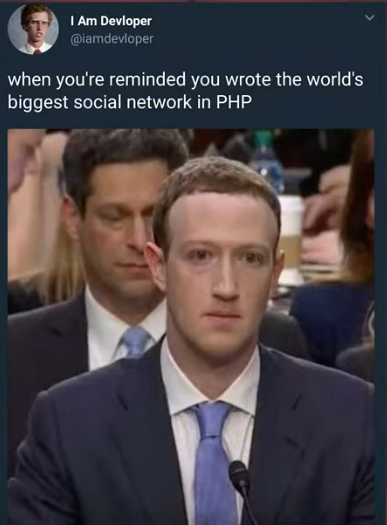 I Am Devloper
@iamdevloper
when you're reminded you wrote the world's
biggest social network in PHP